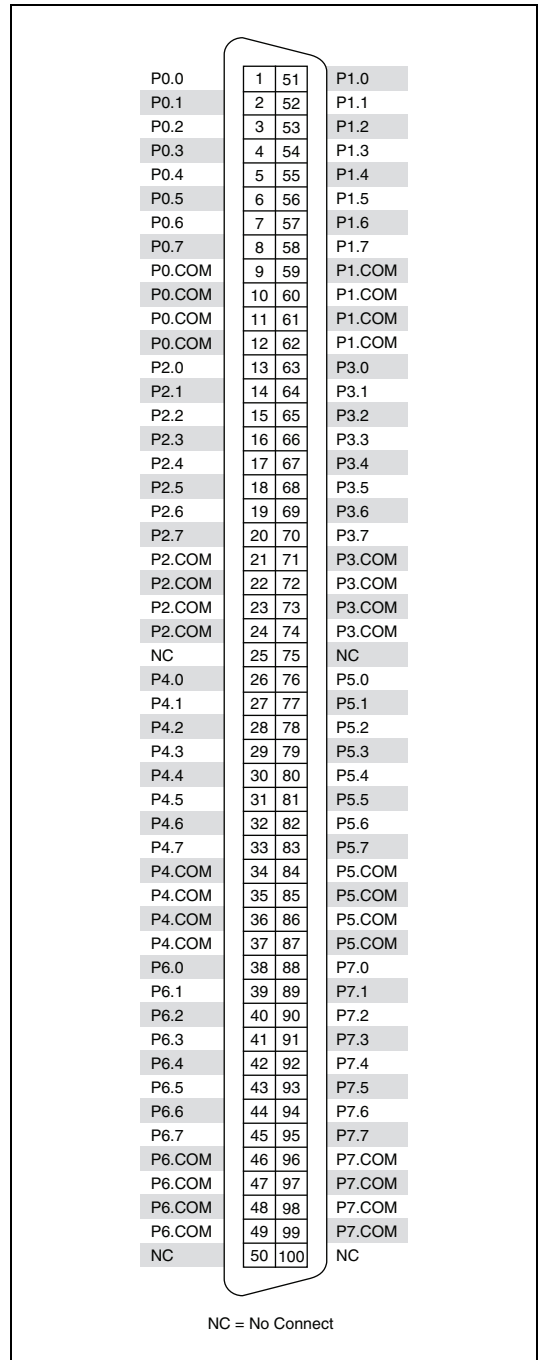 P0.0 1 51 P1.0
P0.1 2 52 P1.1
P0.2 3 53 P1.2
P0.3 4 54 P1.3
P0.4 5 55 P1.4
P0.5 6 56 P1.5
P0.6 7 57 P1.6
P0.7 8 58 P1.7
P0.COM 9 59 P1.COM
P0.COM 10 60 P1.COM
P0.COM 11 61 P1.COM
P0.COM 12 62 P1.COM
P2.0 13 63 P3.0
P2.1 14 64 P3.1
P2.2 15 65 P3.2
P2.3 16 66 P3.3
P2.4 17 67 P3.4
P2.5 18 68 P3.5
P2.6 19 69 P3.6
P2.7 20 70 P3.7
P2.COM 21 71 P3.COM
P2.COM 22 72 P3.COM
P2.COM 23 73 P3.COM
P2.COM 24 74 P3.COM
NC 25 75 NC
P4.0 26 76 P5.0
P4.1 27 77 P5.1
P4.2 28 78 P5.2
P4.3 29 79 P5.3
P4.4 30 80 P5.4
P4.5 31 81 P5.5
P4.6 32 82 P5.6
P4.7 33 83 P5.7
P4.COM 34 84 P5.COM
P4.COM 35 85 P5.COM
P4.COM 36 86 P5.COM
P4.COM 37 87 P5.COM
P6.0 38 88 P7.0
P6.1 39 89 P7.1
P6.2 40 90 P7.2
P6.3 41 91 P7.3
P6.4 42 92 P7.4
P6.5 43 93 P7.5
P6.6 44 94 P7.6
P6.7 45 95 P7.7
P6.COM 46 96 P7.COM
P6.COM 47 97 P7.COM
P6.COM 48 98 P7.COM
P6.COM 49 99 P7.COM
NC 50 100 NC
NC = No Connect